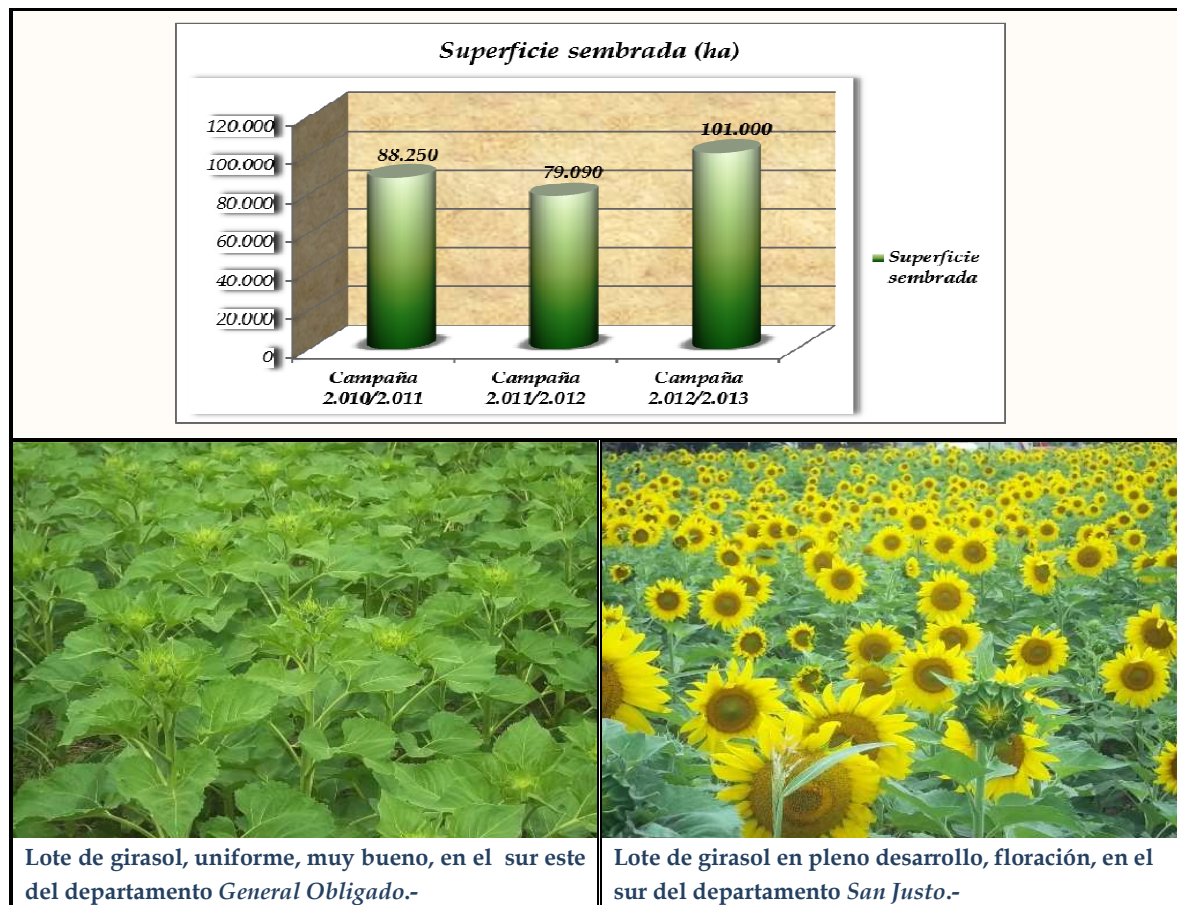 Superficie sembrada (ha)
120.000
100.000
80.000
60.000
40.000
20.000
0
88.250
79.090
101.000
Campaña
2.010/2.011
Campaña
2.011/2.012
Campaña
2.012/2.013
Superficie
sembrada
Lote de girasol, uniforme, muy bueno, en el sur este
del departamento General Obligado.-
Lote de girasol en pleno desarrollo, floración, en el
sur del departamento San Justo.-